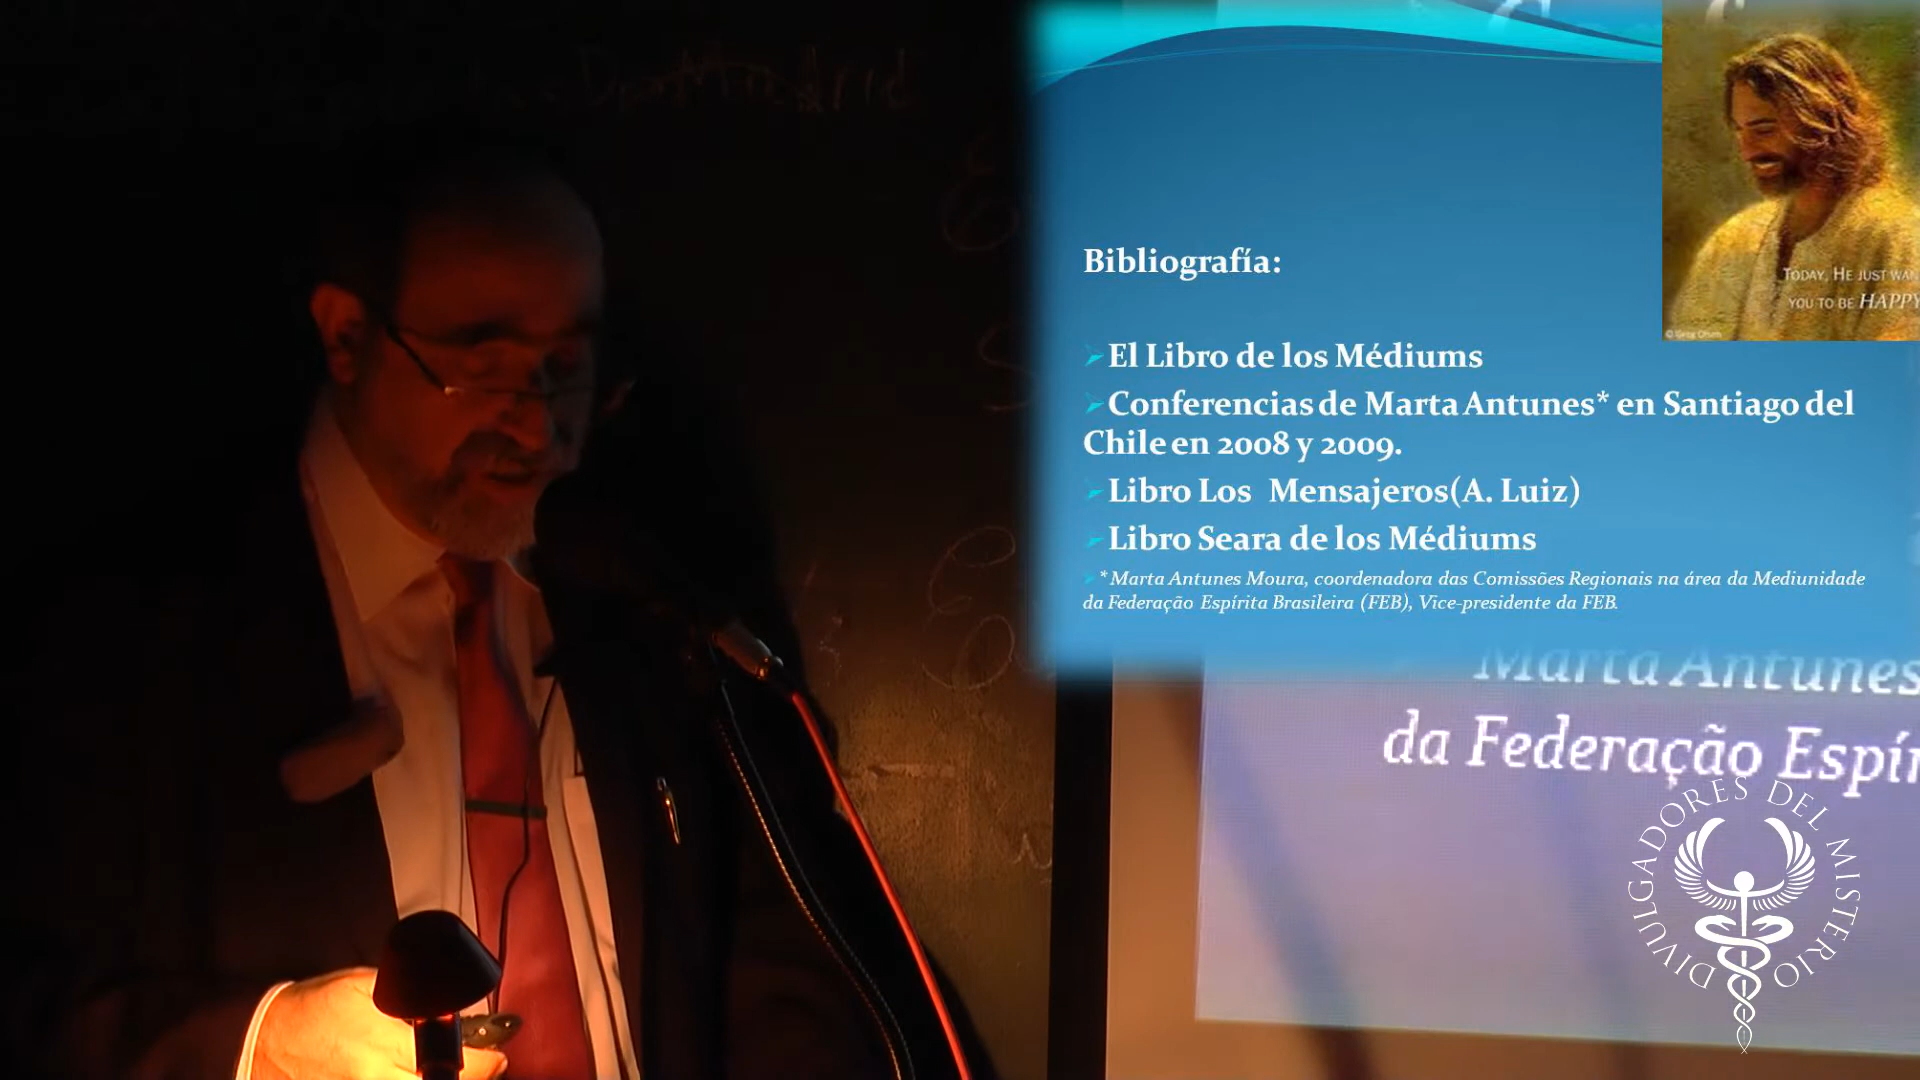 TODAY, HE JUST WAN
YOU TO BE HAPPY
Bibliografía:
El Libro de los Médiums
Conferencias de Marta Antunes* en Santiago del
Chile en 2008 y 2009.
Libro Los Mensajeros(A. Luiz)
Libro Seara de los Médiums
*Marta Antunes Moura, coordenadora das Comissões Regionais na área da Mediunidade
da Federação Espírita Brasileira (FEB), Vice-presidente da FEB.
Marta Antunes
da Federação Espír
DIVULGADORES DEL MISTERIO